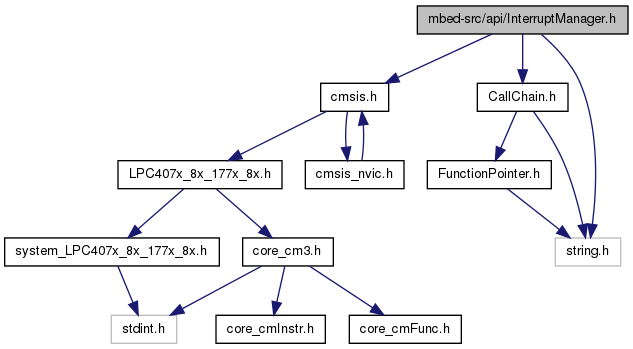 mbed-src/api/InterruptManager.h
cmsis.h
CallChain.h
LPC407x_8x_177x_8x.h
cmsis_nvic.h
FunctionPointer.h
system_LPC407x_8x_177x_8x.h
core_cm3.h
string.h
stdint.h
core_cmInstr.h
core_cmFunc.h